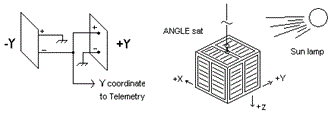 -Y
+
-
+
-
+Y
Y coordinate
to Telemetry
ANGLE sat
Sun lamp
+X
+Y
+Z